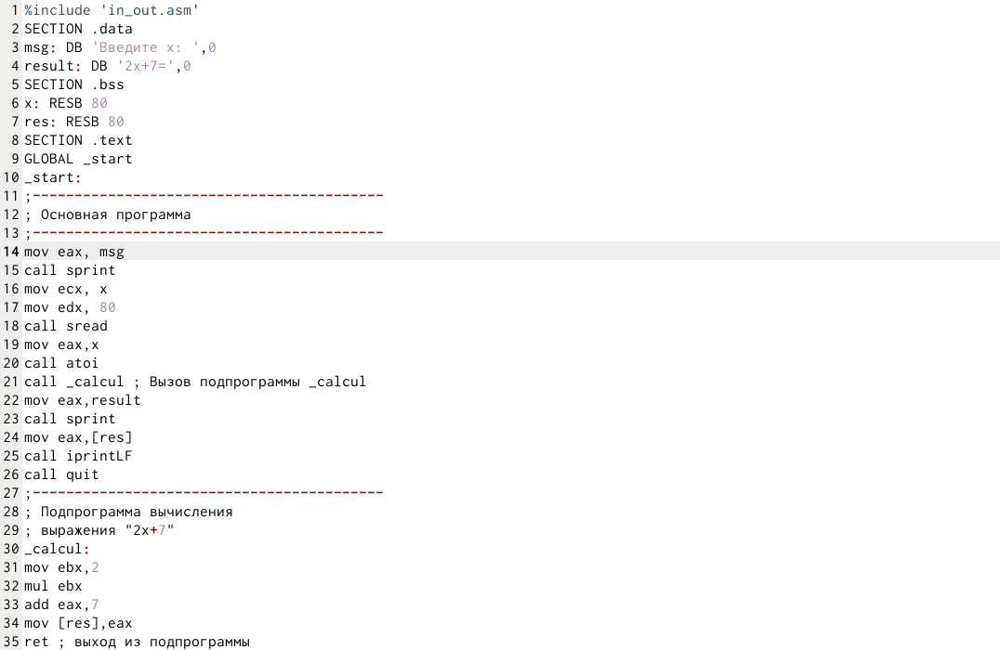 1 %include 'in_out.asm'
2 SECTION .data
3 msg: DB 'Введите x: ',0
4 result: DB '2x+7=',0
5 SECTION .bss
6 x: RESB 80
7 res: RESB 80
8 SECTION .text
9 GLOBAL _start
10 _start:
11 ;------------------------------------------
12 ; Основная программа
13 ;------------------------------------------
14 mov eax, msg
15 call sprint
16 mov ecx, x
17 mov edx, 80
18 call sread
19 mov eax,x
20 call atoi
21 call _calcul ; Вызов подпрограммы _calcul
22 mov eax,result
23 call sprint
24 mov eax,[res]
25 call iprintLF
26 call quit
27 ;------------------------------------------
28 ; Подпрограмма вычисления
29 ; выражения "2x+7"
30 _calcul:
31 mov ebx,2
32 mul ebx
33 add eax,7
34 mov [res],eax
35 ret ; выход из подпрограммы